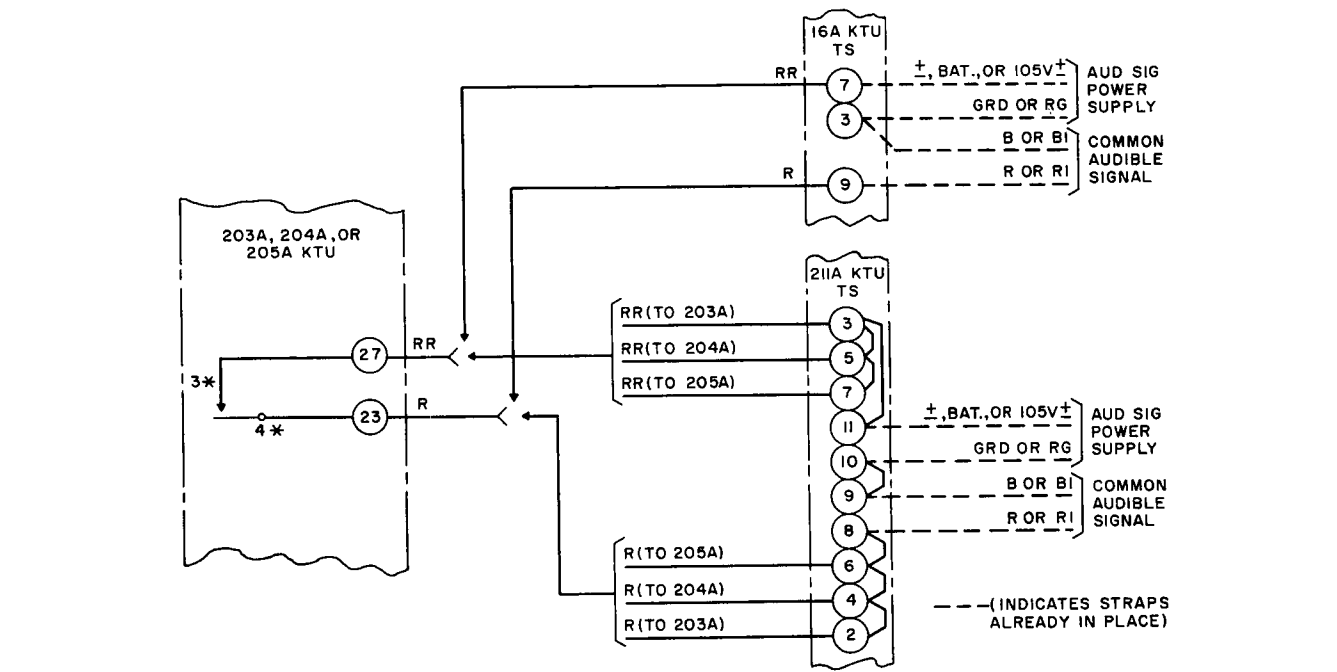 16A KTU
TS
RR
7
±, BAT., OR 105V±
AUD SIG
POWER
SUPPLY
3
GRD OR RG
B OR B1
COMMON
AUDIBLE
SIGNAL
R
9
R OR R1
203A, 204A, OR
205A KTU
211A KTU
TS
RR(TO 203A)
3
27
RR
RR(TO 204A)
5
3*
RR(TO 205A)
7
23
R
4*
11
±, BAT., OR 105V±
AUD SIG
POWER
SUPPLY
10
GRD OR RG
9
B OR B1
COMMON
AUDIBLE
SIGNAL
8
R OR R1
R(TO 205A)
6
R(TO 204A)
4
R(TO 203A)
2
(INDICATES STRAPS
ALREADY IN PLACE)